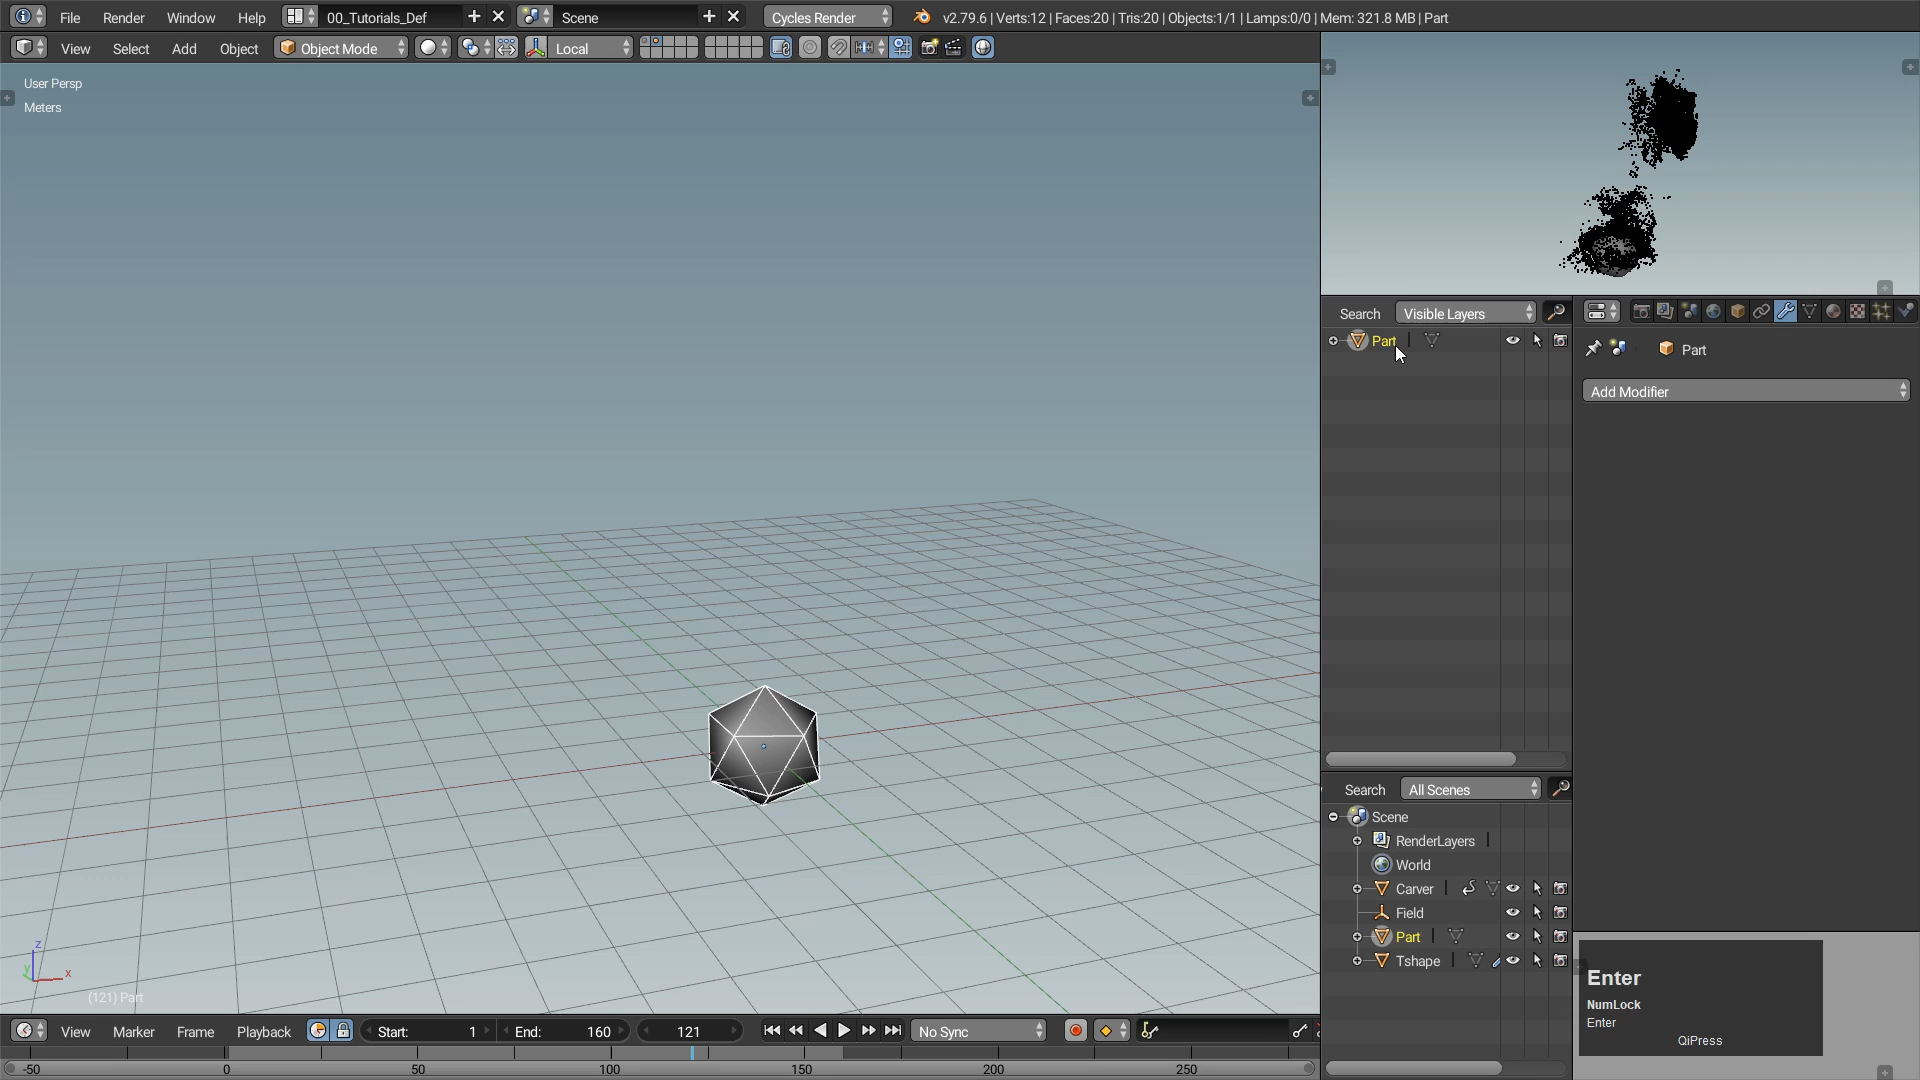 File Render Window Help 00_Tutorials_Def Scene Cycles Render v2.79.6 | Verts:12 | Faces:20 | Tris:20 | Objects:1/1 | Lamps:0/0 | Mem: 321.8 MB | Part
View Select Add Object Object Mode Local
User Persp
Meters
Search Visible Layers
Part
Part
Add Modifier
Search All Scenes
Scene
RenderLayers
World
Carver
Field
Part
Tshape
z
y x
(121) Part
Enter
NumLock
Enter
QiPress
View Marker Frame Playback Start: 1 End: 160 121 No Sync
-50 0 50 100 150 200 250